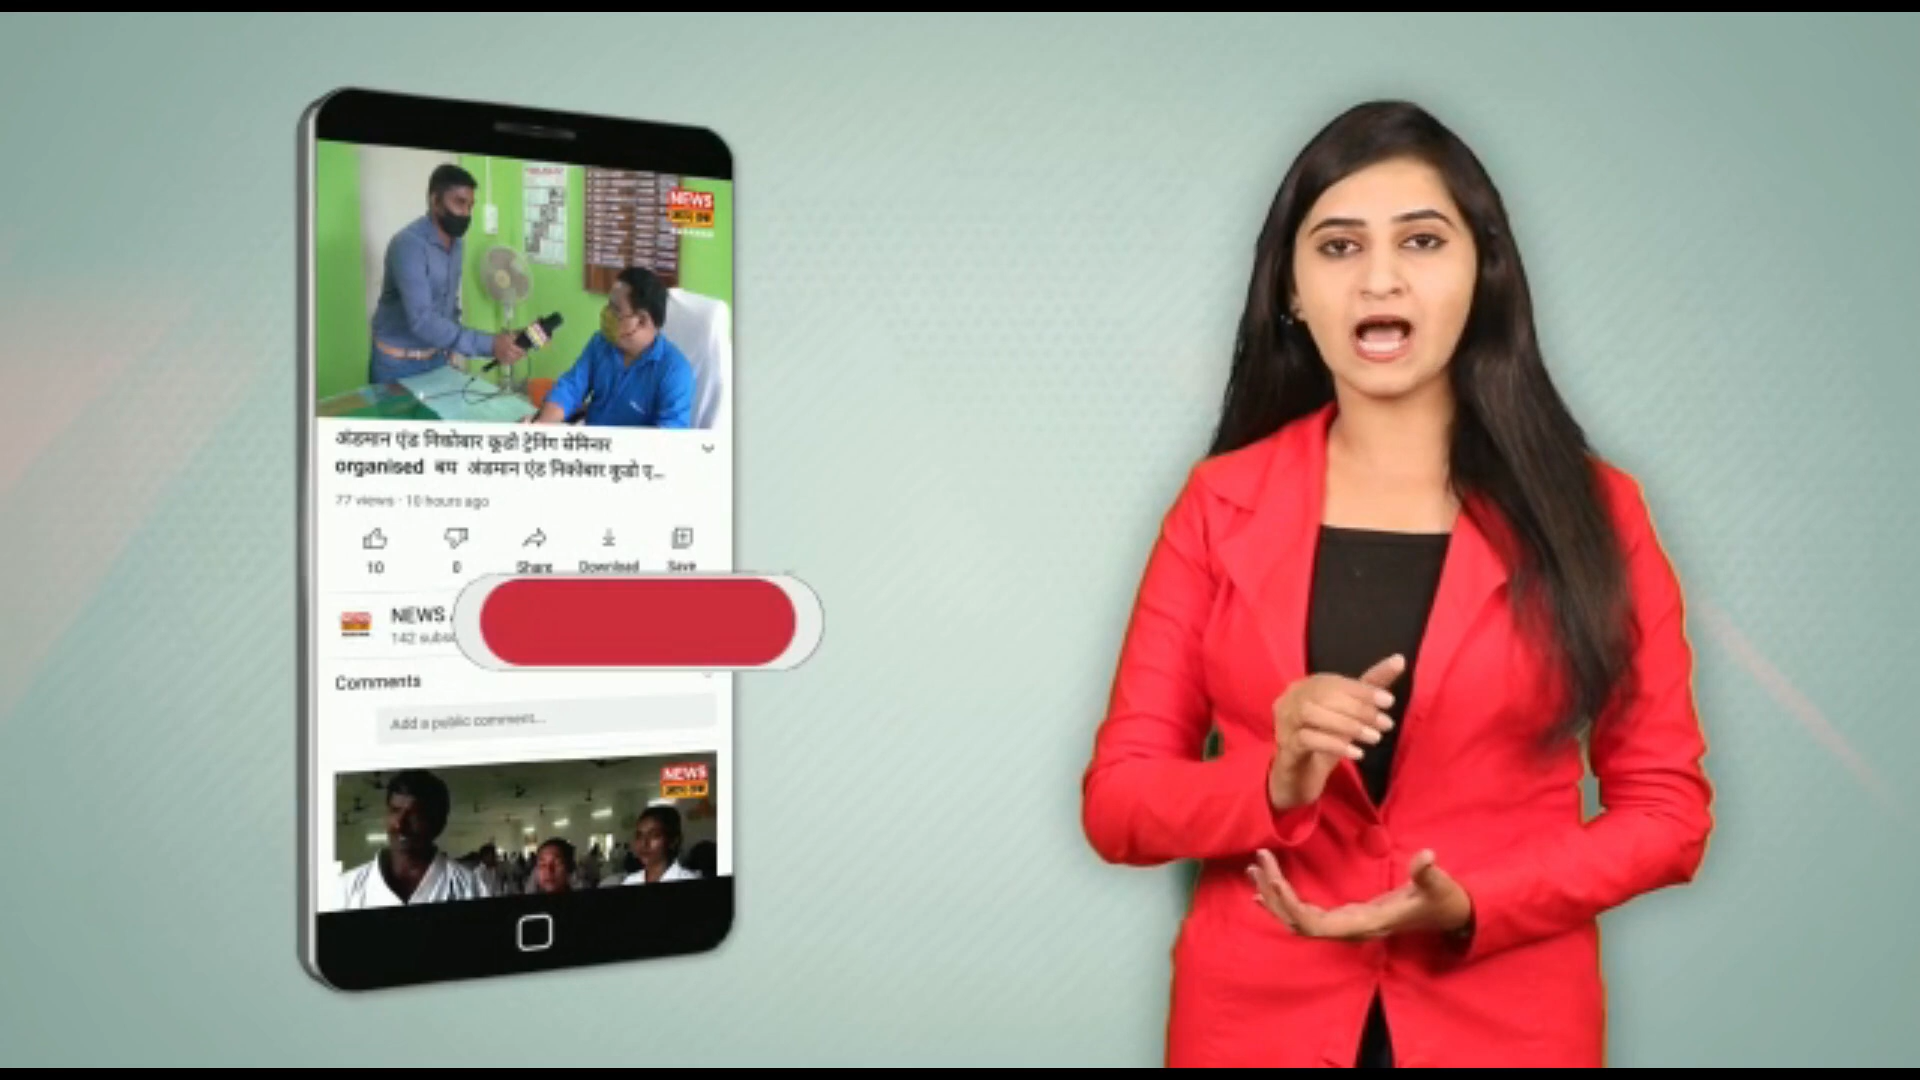 NEWS
अंडमान एंड निकोबार कूडो ट्रेनिंग सेमिनार
organised बय अंडमान एंड निकोबार कूडो ए...
77 views · 10 hours ago
10
0
Share
Download
Save
NEWS
142
Comments
Add a public comment...
NEWS